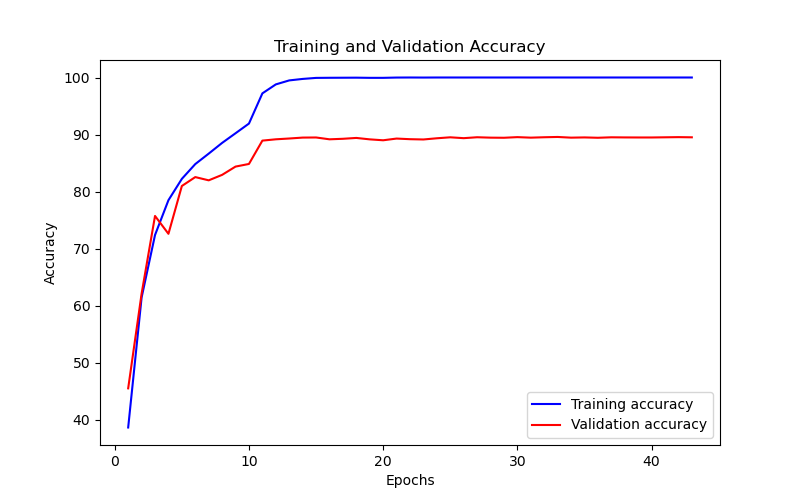 Training and Validation Accuracy
100
90
80
70
60
50
40
Accuracy
Training accuracy
Validation accuracy
0 10 20 30 40
Epochs